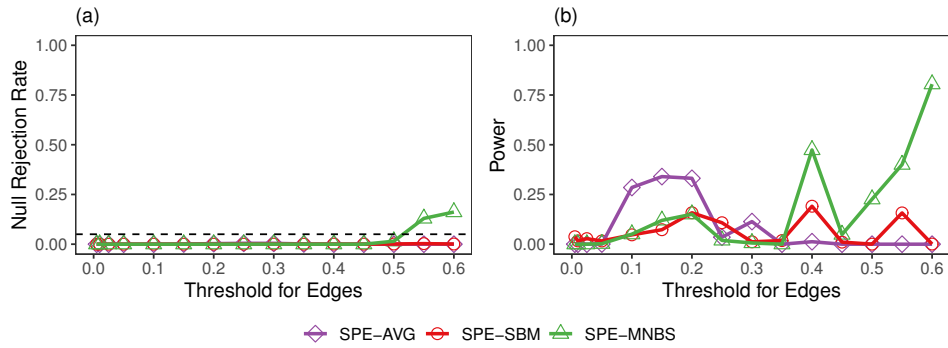 (a)
(b)
Null Rejection Rate
1.00
0.75
0.50
0.25
0.00
0.0 0.1 0.2 0.3 0.4 0.5 0.6
Threshold for Edges
Power
1.00
0.75
0.50
0.25
0.00
0.0 0.1 0.2 0.3 0.4 0.5 0.6
Threshold for Edges
SPE−AVG SPE−SBM SPE−MNBS